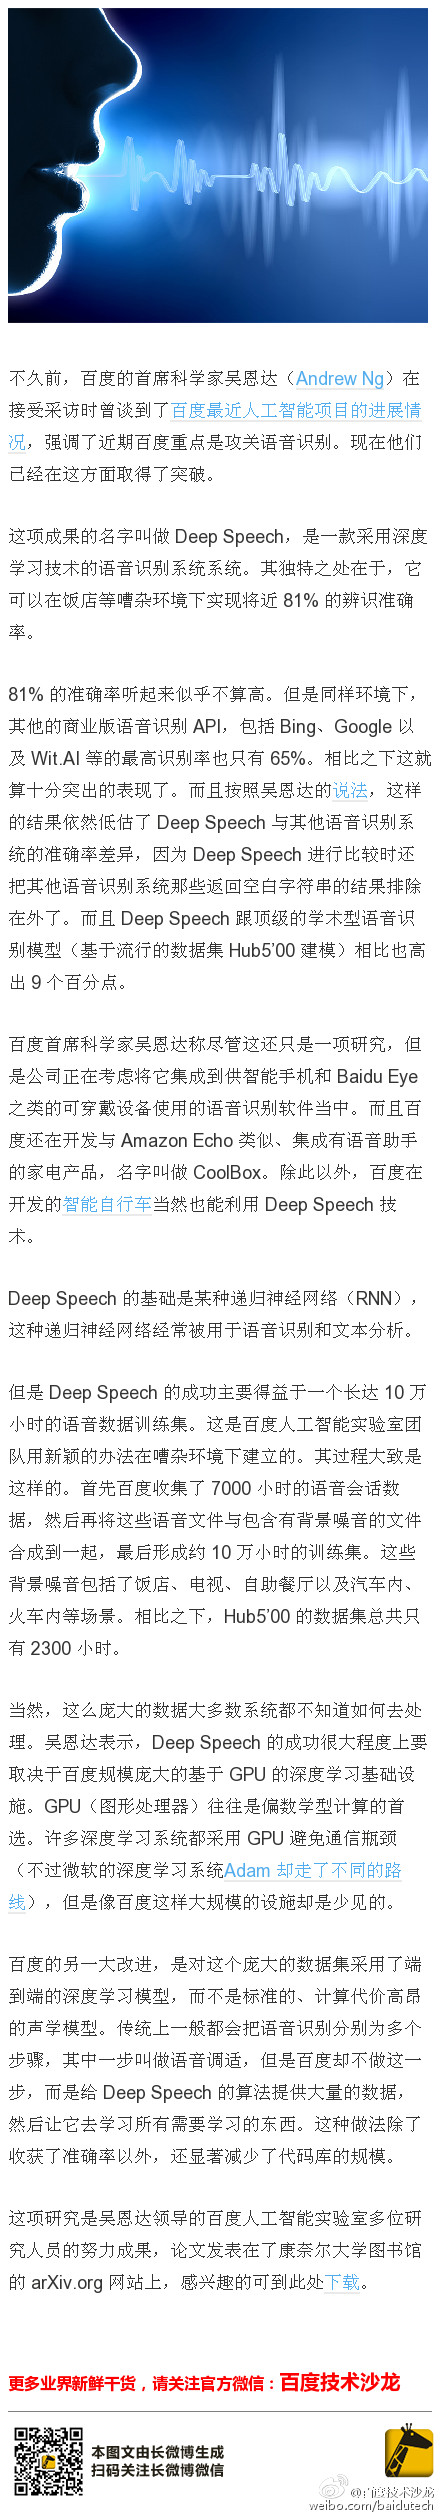 不久前，百度的首席科学家吴恩达（Andrew Ng）在
接受采访时曾谈到了百度最近人工智能项目的进展情
况，强调了近期百度重点是攻关语音识别。现在他们
已经在这方面取得了突破。
这项成果的名字叫做 Deep Speech，是一款采用深度
学习技术的语音识别系统系统。其独特之处在于，它
可以在饭店等嘈杂环境下实现将近 81% 的辨识准确
率。
81% 的准确率听起来似乎不算高。但是同样环境下，
其他的商业版语音识别 API，包括 Bing、Google 以
及 Wit.AI 等的最高识别率也只有 65%。相比之下这就
算十分突出的表现了。而且按照吴恩达的说法，这样
的结果依然低估了 Deep Speech 与其他语音识别系
统的准确率差异，因为 Deep Speech 进行比较时还
把其他语音识别系统那些返回空白字符串的结果排除
在外了。而且 Deep Speech 跟顶级的学术型语音识
别模型（基于流行的数据集 Hub5’00 建模）相比也高
出 9 个百分点。
百度首席科学家吴恩达称尽管这还只是一项研究，但
是公司正在考虑将它集成到供智能手机和 Baidu Eye
之类的可穿戴设备使用的语音识别软件当中。而且百
度还在开发与 Amazon Echo 类似、集成有语音助手
的家电产品，名字叫做 CoolBox。除此以外，百度在
开发的智能自行车当然也能利用 Deep Speech 技
术。
Deep Speech 的基础是某种递归神经网络（RNN），
这种递归神经网络经常被用于语音识别和文本分析。
但是 Deep Speech 的成功主要得益于一个长达 10 万
小时的语音数据训练集。这是百度人工智能实验室团
队用新颖的办法在嘈杂环境下建立的。其过程大致是
这样的。首先百度收集了 7000 小时的语音会话数
据，然后再将这些语音文件与包含有背景噪音的文件
合成到一起，最后形成约 10 万小时的训练集。这些
背景噪音包括了饭店、电视、自助餐厅以及汽车内、
火车内等场景。相比之下，Hub5’00 的数据集总共只
有 2300 小时。
当然，这么庞大的数据大多数系统都不知道如何去处
理。吴恩达表示，Deep Speech 的成功很大程度上要
取决于百度规模庞大的基于 GPU 的深度学习基础设
施。GPU（图形处理器）往往是偏数学型计算的首
选。许多深度学习系统都采用 GPU 避免通信瓶颈
（不过微软的深度学习系统Adam 却走了不同的路
线），但是像百度这样大规模的设施却是少见的。
百度的另一大改进，是对这个庞大的数据集采用了端
到端的深度学习模型，而不是标准的、计算代价高昂
的声学模型。传统上一般都会把语音识别分别为多个
步骤，其中一步叫做语音调适，但是百度却不做这一
步，而是给 Deep Speech 的算法提供大量的数据，
然后让它去学习所有需要学习的东西。这种做法除了
收获了准确率以外，还显著减少了代码库的规模。
这项研究是吴恩达领导的百度人工智能实验室多位研
究人员的努力成果，论文发表在了康奈尔大学图书馆
的 arXiv.org 网站上，感兴趣的可到此处下载。
更多业界新鲜干货，请关注官方微信：百度技术沙龙
本图文由长微博生成
扫码关注长微博微信
@百度技术沙龙
weibo.com/baidutech